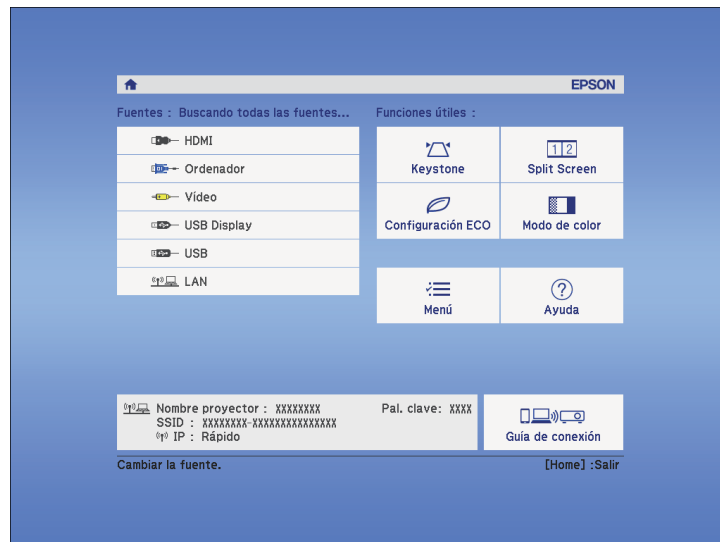 EPSON
Fuentes : Buscando todas las fuentes...
Funciones útiles :
HDMI
Ordenador
Vídeo
USB Display
USB
LAN
Keystone
1 2
Split Screen
Configuración ECO
Modo de color
Menú
?
Ayuda
Nombre proyector : XXXXXXXX
Pal. clave: XXXX
SSID : XXXXXXXX-XXXXXXXXXXXXXXX
IP : Rápido
Guía de conexión
Cambiar la fuente.
[Home] :Salir